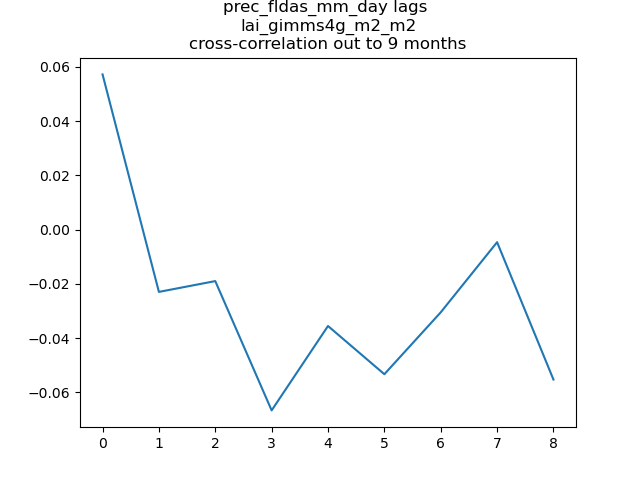 prec_fldas_mm_day lags
lai_gimms4g_m2_m2
cross-correlation out to 9 months
0.06
0.04
0.02
0.00
−0.02
−0.04
−0.06
0 1 2 3 4 5 6 7 8